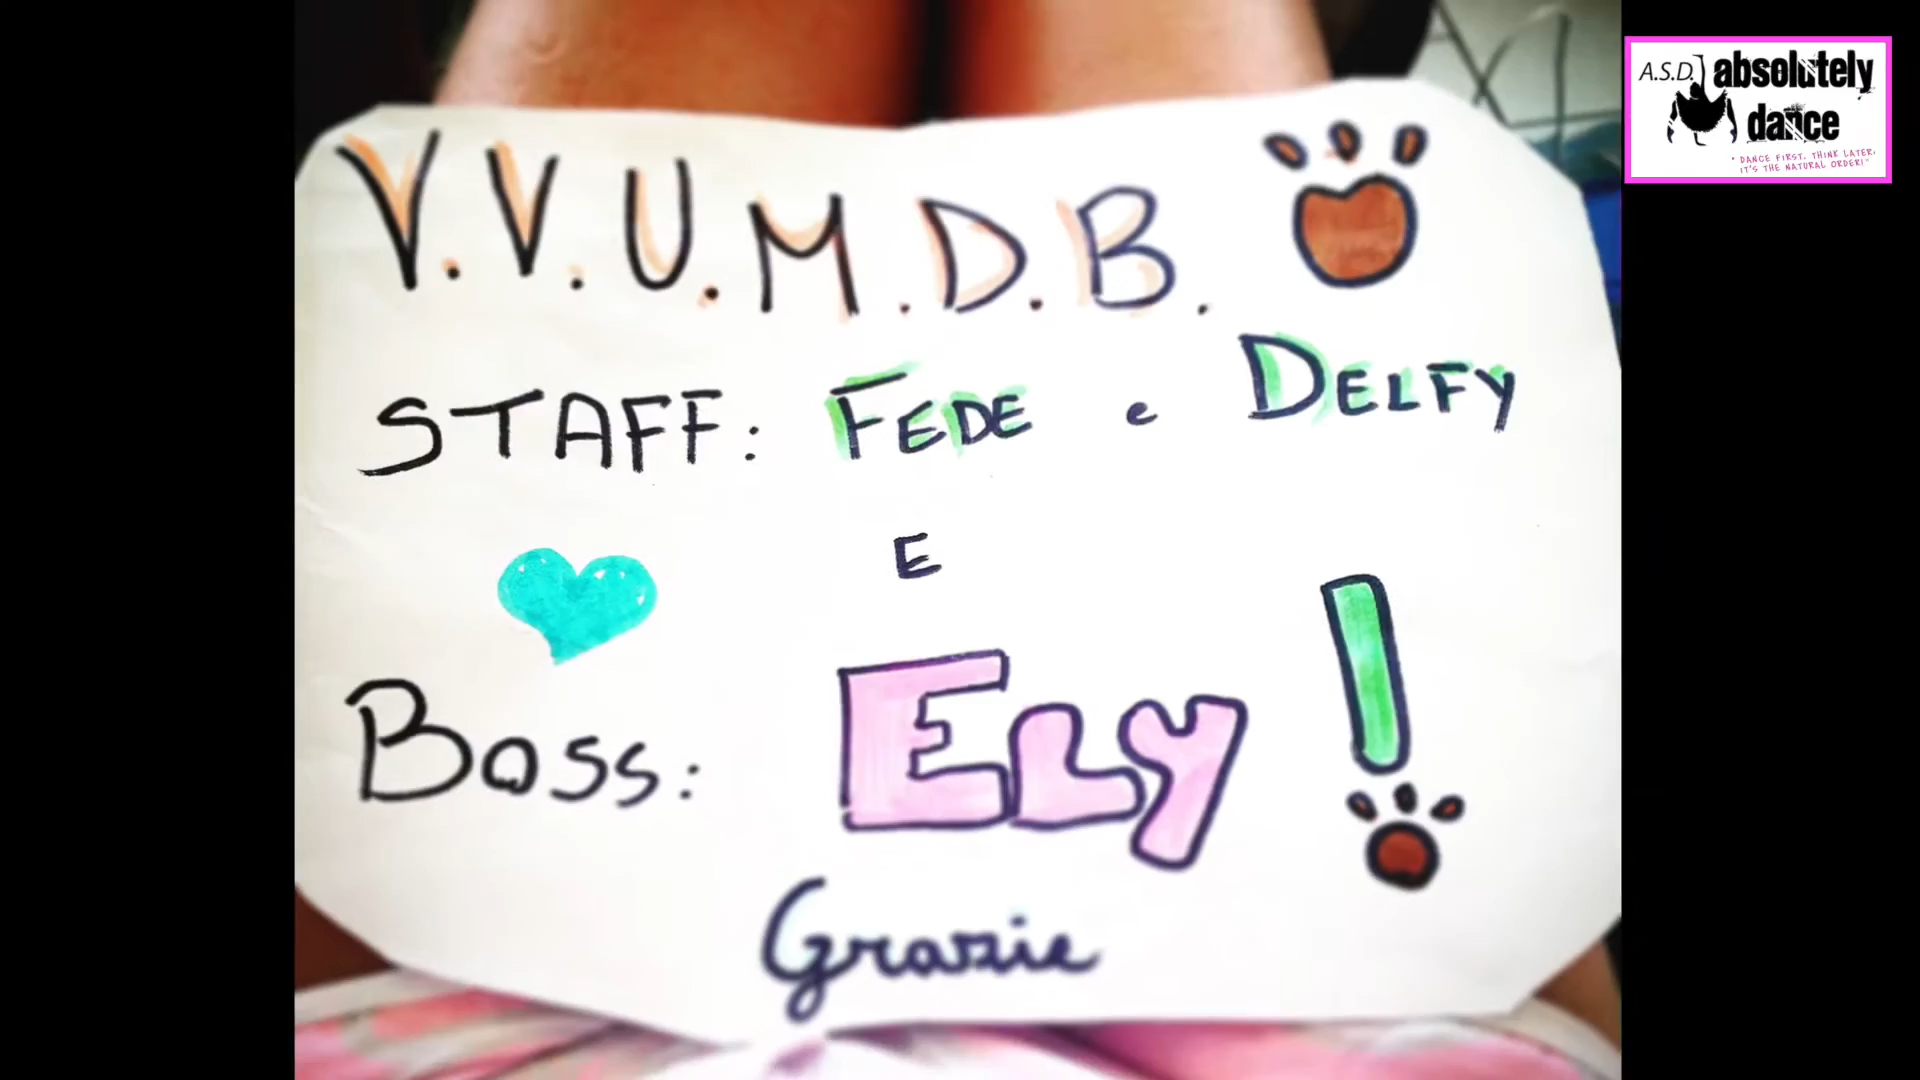 V.V.U.M.D.B.
STAFF: FEDE e DELFY
E
Boss: ELY!
Grazie
A.S.D. absolutely
dance
" DANCE FIRST. THINK LATER.
IT'S THE NATURAL ORDER!"